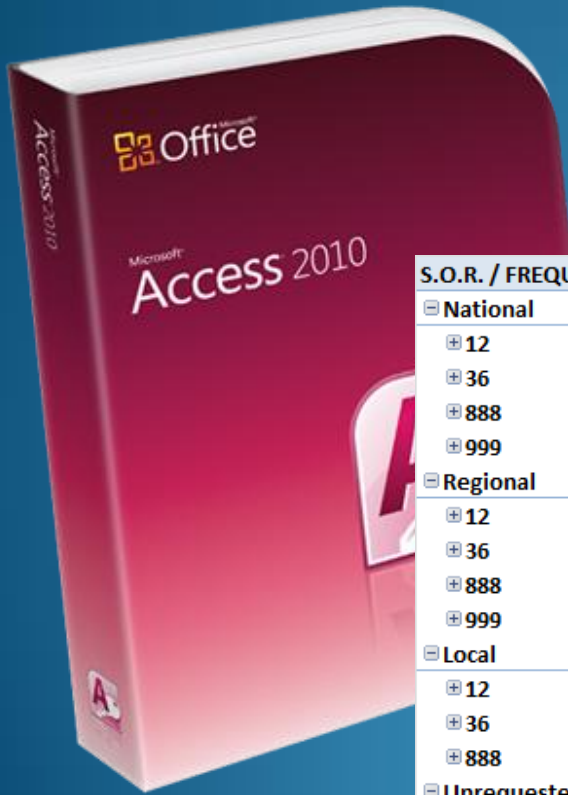 Microsoft
Office
Microsoft
Access 2010
Microsoft
Access 2010
S.O.R. / FREQU
National
12
36
888
999
Regional
12
36
888
999
Local
12
36
888
Unrequeste